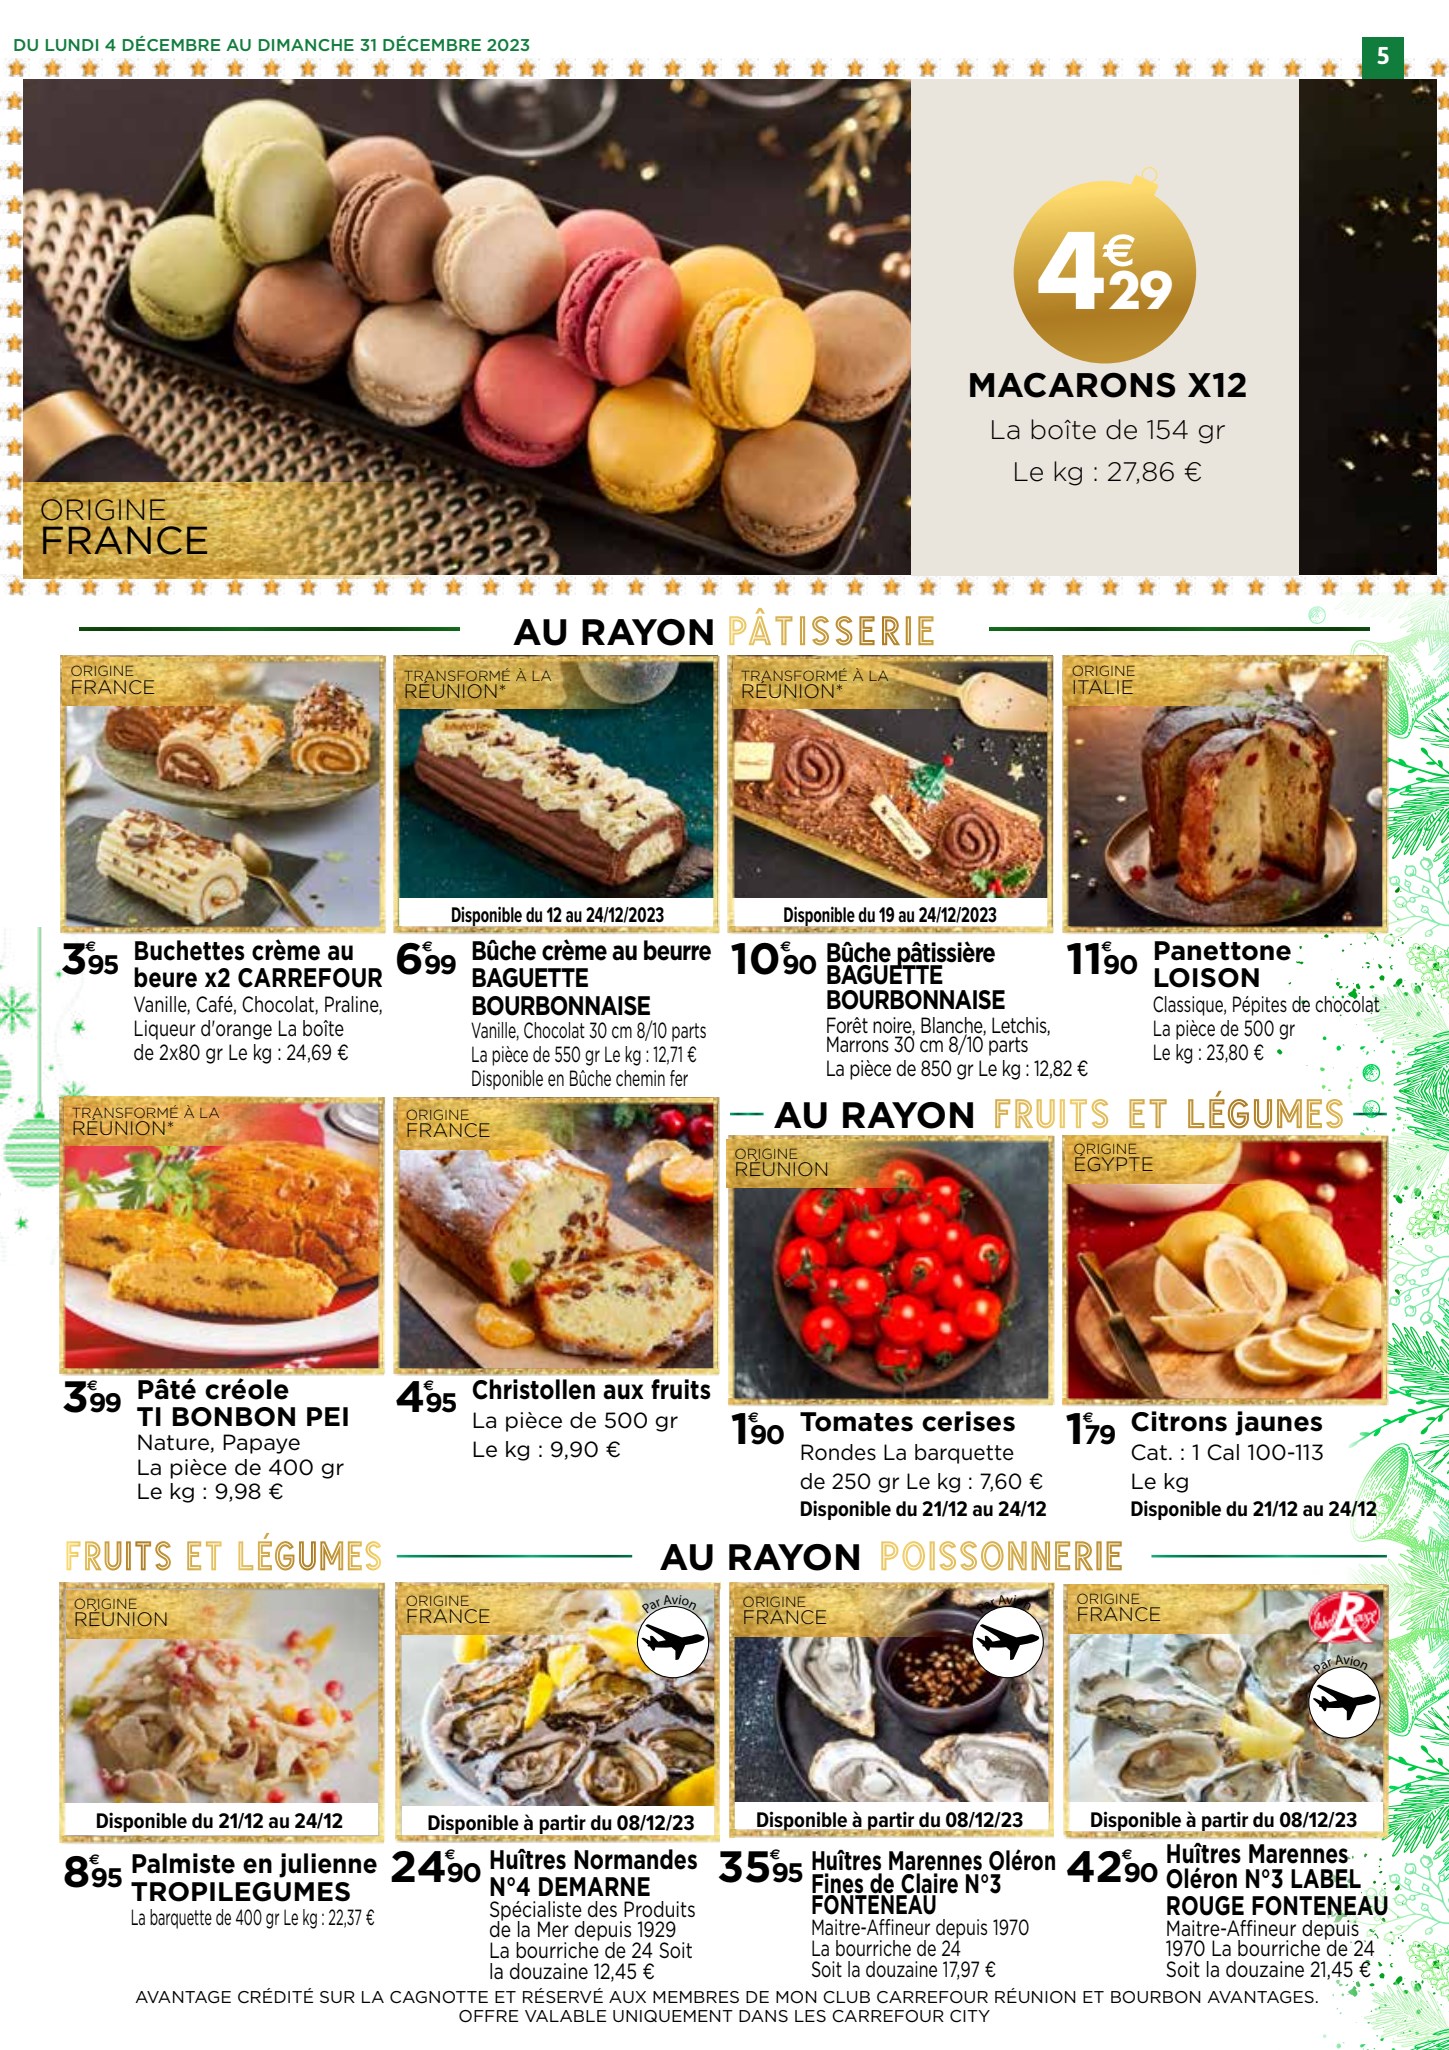 DU LUNDI 4 DÉCEMBRE AU DIMANCHE 31 DÉCEMBRE 2023
5
4€29
MACARONS X12
La boîte de 154 gr
Le kg : 27,86 €
ORIGINE
FRANCE
AU RAYON PÂTISSERIE
ORIGINE
FRANCE
3€95
Buchettes crème au
beure x2 CARREFOUR
Vanille, Café, Chocolat, Praline,
Liqueur d'orange La boîte
de 2x80 gr Le kg : 24,69 €
TRANSFORMÉ À LA
RÉUNION*
Disponible du 12 au 24/12/2023
6€99
Bûche crème au beurre
BAGUETTE
BOURBONNAISE
Vanille, Chocolat 30 cm 8/10 parts
La pièce de 550 gr Le kg : 12,71 €
Disponible en Bûche chemin fer
TRANSFORMÉ À LA
RÉUNION*
Disponible du 19 au 24/12/2023
10€90
Bûche pâtissière
BAGUETTE
BOURBONNAISE
Forêt noire, Blanche, Letchis,
Marrons 30 cm 8/10 parts
La pièce de 850 gr Le kg : 12,82 €
ORIGINE
ITALIE
11€90
Panettone
LOISON
Classique, Pépites de chocolat
La pièce de 500 gr
Le kg : 23,80 €
TRANSFORMÉ À LA
RÉUNION*
3€99
Pâté créole
TI BONBON PEI
Nature, Papaye
La pièce de 400 gr
Le kg : 9,98 €
ORIGINE
FRANCE
4€95
Christollen aux fruits
La pièce de 500 gr
Le kg : 9,90 €
AU RAYON FRUITS ET LÉGUMES
ORIGINE
RÉUNION
1€90
Tomates cerises
Rondes La barquette
de 250 gr Le kg : 7,60 €
Disponible du 21/12 au 24/12
ORIGINE
ÉGYPTE
1€79
Citrons jaunes
Cat. : 1 Cal 100-113
Le kg
Disponible du 21/12 au 24/12
FRUITS ET LÉGUMES
ORIGINE
RÉUNION
Disponible du 21/12 au 24/12
8€95
Palmiste en julienne
TROPILEGUMES
La barquette de 400 gr Le kg : 22,37 €
AU RAYON POISSONNERIE
ORIGINE
FRANCE
Par Avion
Disponible à partir du 08/12/23
24€90
Huîtres Normandes
N°4 DEMARNE
Spécialiste des Produits
de la Mer depuis 1929
La bourriche de 24 Soit
la douzaine 12,45 €
ORIGINE
FRANCE
Par Avion
Disponible à partir du 08/12/23
35€95
Huîtres Marennes Oléron
Fines de Claire N°3
FONTENEAU
Maitre-Affineur depuis 1970
La bourriche de 24
Soit la douzaine 17,97 €
ORIGINE
FRANCE
label Rouge
Par Avion
Disponible à partir du 08/12/23
42€90
Huîtres Marennes
Oléron N°3 LABEL
ROUGE FONTENEAU
Maitre-Affineur depuis
1970 La bourriche de 24
Soit la douzaine 21,45 €
AVANTAGE CRÉDITÉ SUR LA CAGNOTTE ET RÉSERVÉ AUX MEMBRES DE MON CLUB CARREFOUR RÉUNION ET BOURBON AVANTAGES.
OFFRE VALABLE UNIQUEMENT DANS LES CARREFOUR CITY